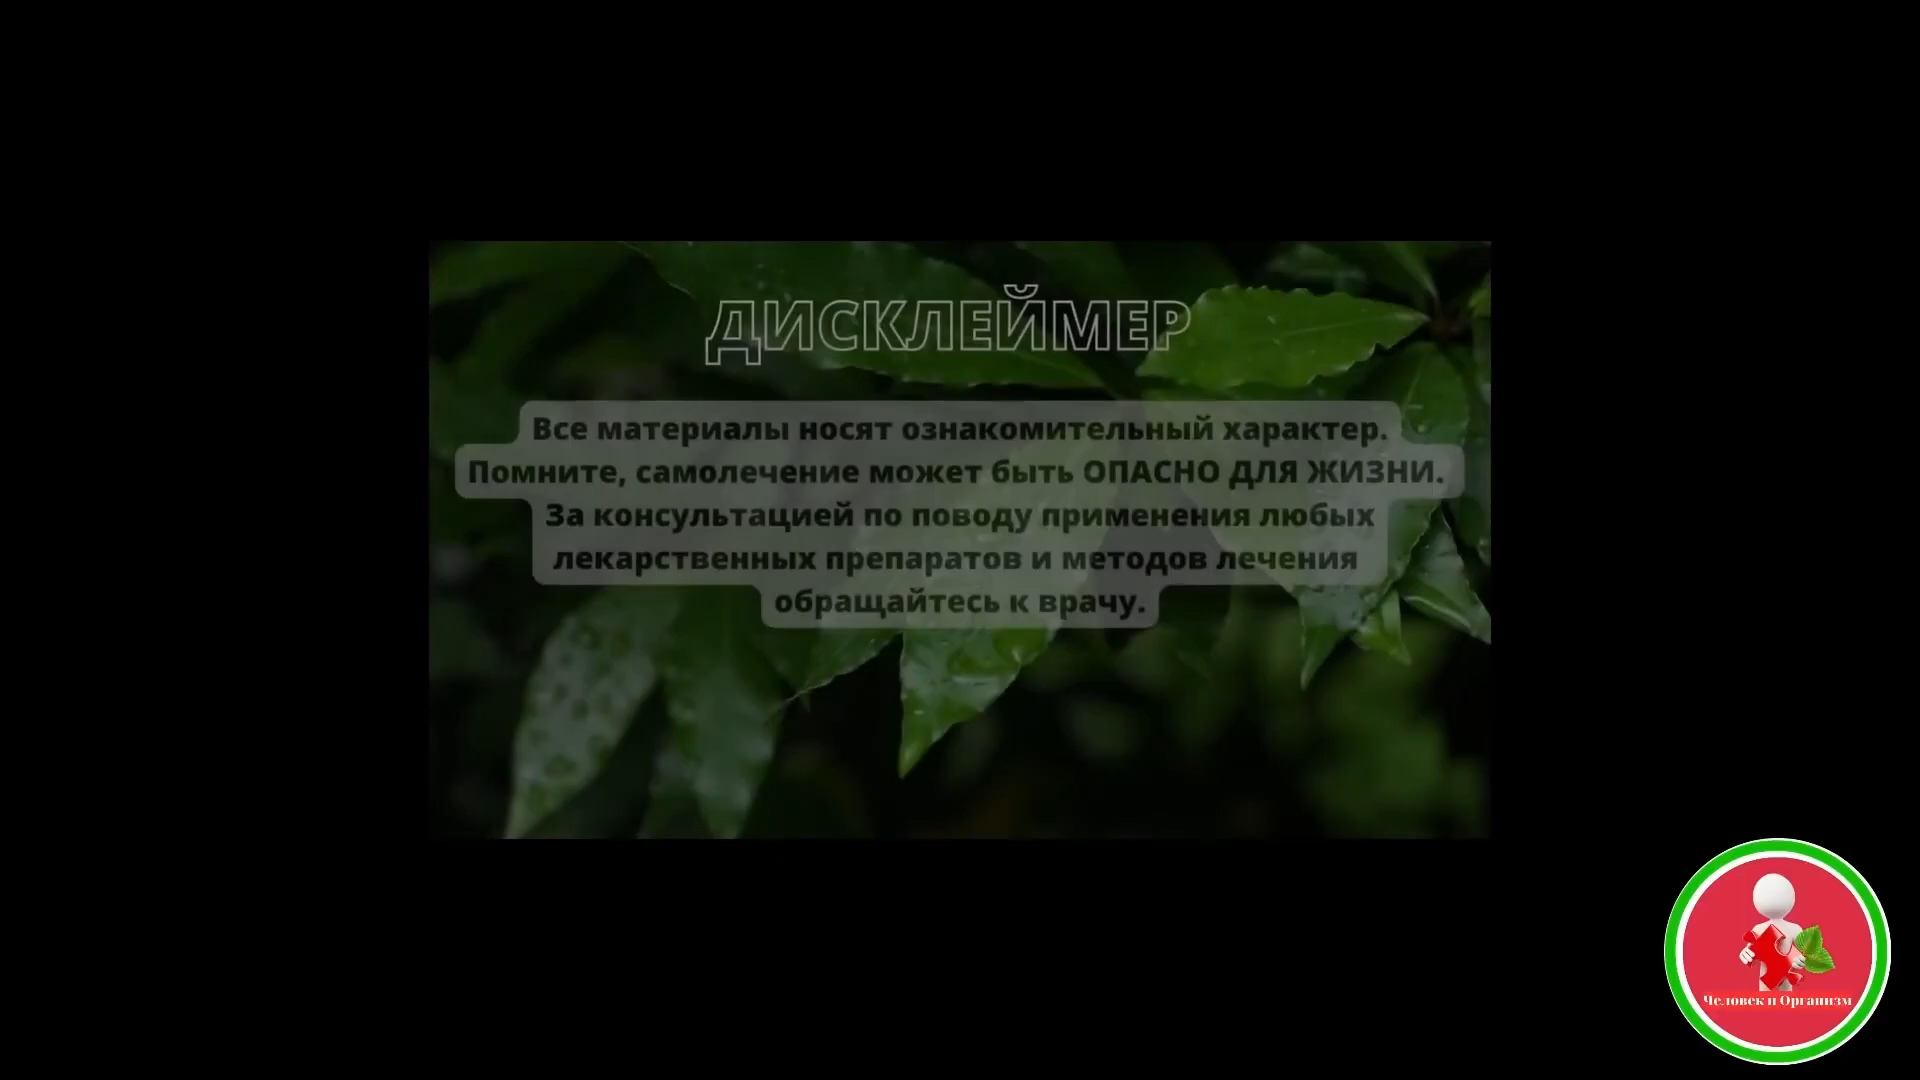 ДИСКЛЕЙМЕР
Все материалы носят ознакомительный характер.
Помните, самолечение может быть ОПАСНО ДЛЯ ЖИЗНИ.
За консультацией по поводу применения любых
лекарственных препаратов и методов лечения
обращайтесь к врачу.
Человек и Организм